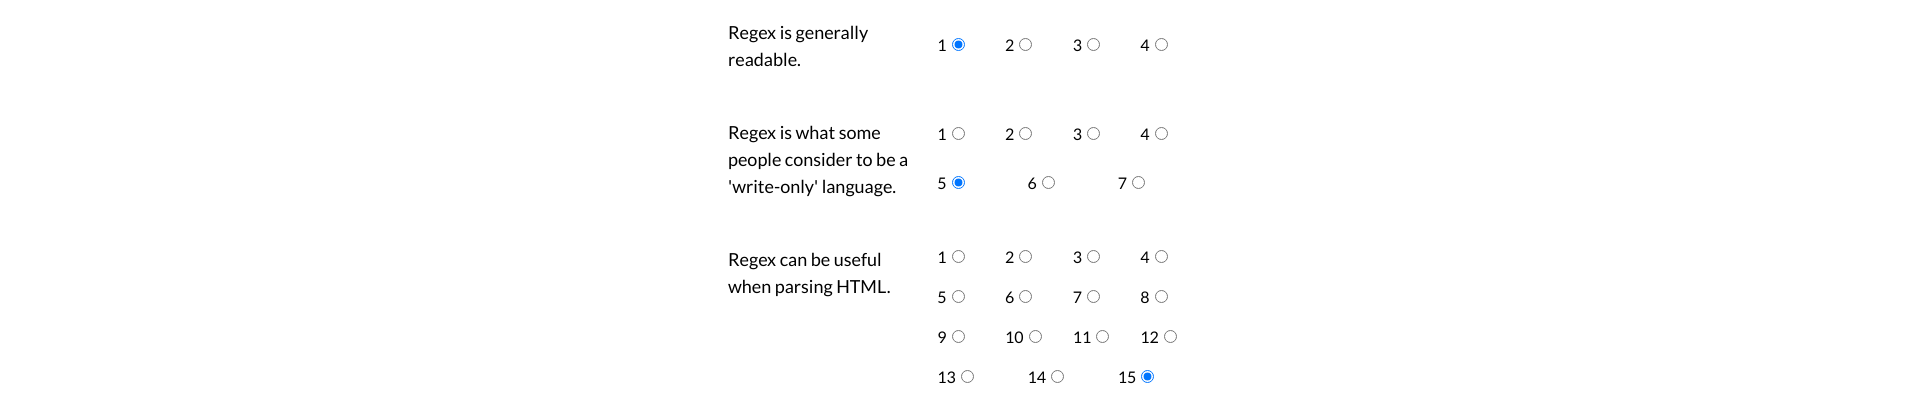 Regex is generally
readable.
1 2 3 4
Regex is what some
people consider to be a
'write-only' language.
1 2 3 4
5 6 7
Regex can be useful
when parsing HTML.
1 2 3 4
5 6 7 8
9 10 11 12
13 14 15